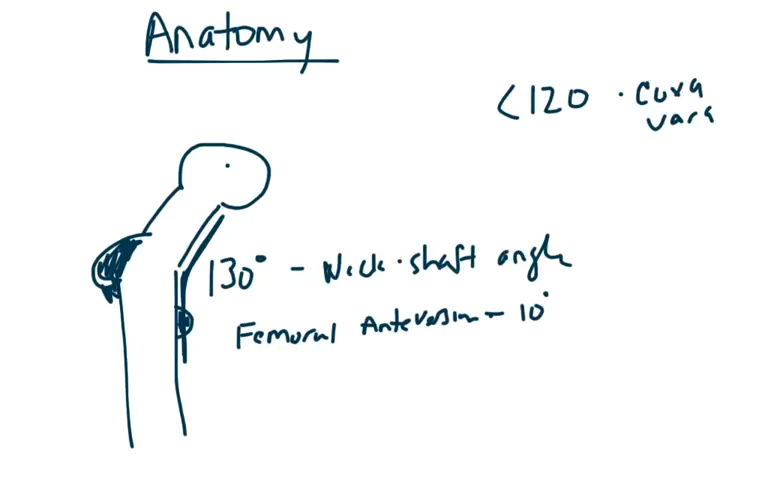 Anatomy
<120 · Coxa
vara
130° - Neck-shaft angle
Femoral Anteversion - 10°